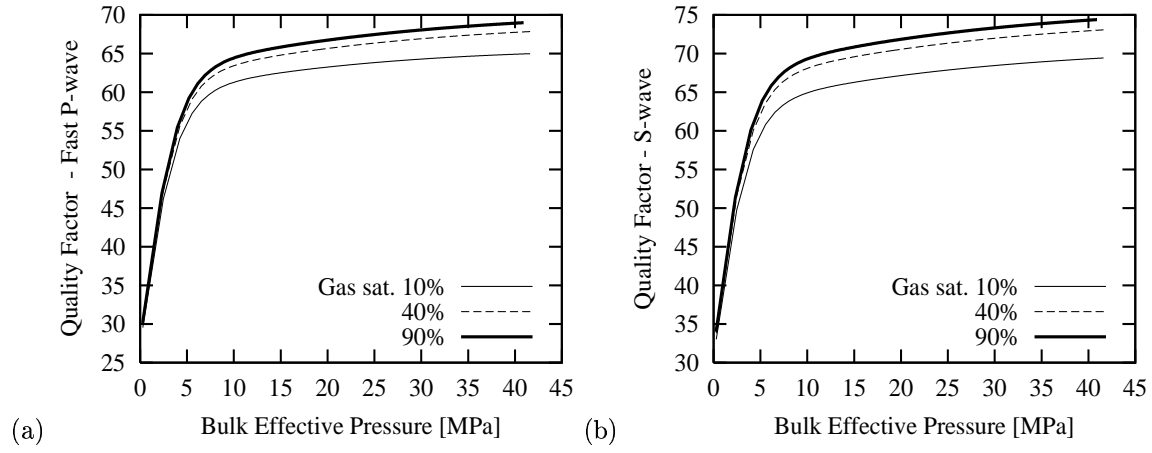 70
65
60
55
50
45
40
35
30
25
0 5 10 15 20 25 30 35 40 45
Quality Factor - Fast P-wave
Bulk Effective Pressure [MPa]
Gas sat. 10%
40%
90%
(a)
75
70
65
60
55
50
45
40
35
30
0 5 10 15 20 25 30 35 40 45
Quality Factor - S-wave
Bulk Effective Pressure [MPa]
Gas sat. 10%
40%
90%
(b)